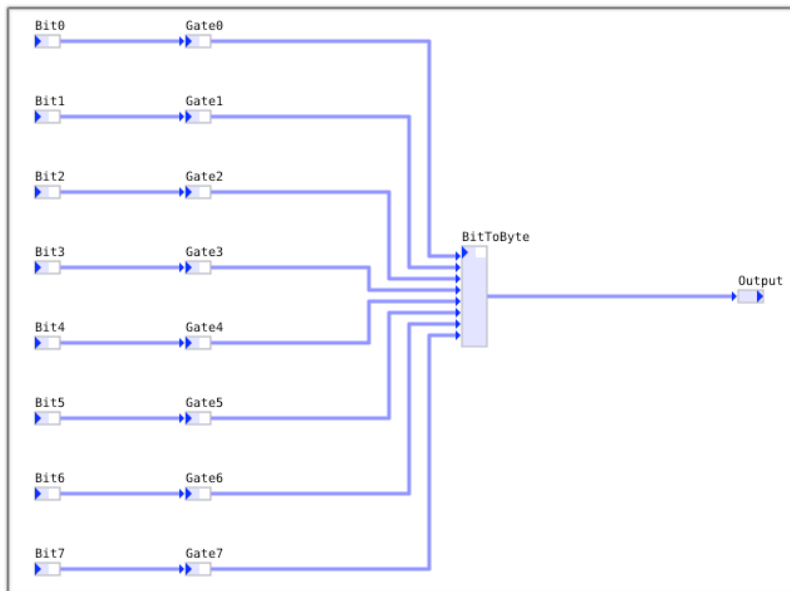 Bit0 Gate0
Bit1 Gate1
Bit2 Gate2
BitToByte
Bit3 Gate3
Output
Bit4 Gate4
Bit5 Gate5
Bit6 Gate6
Bit7 Gate7